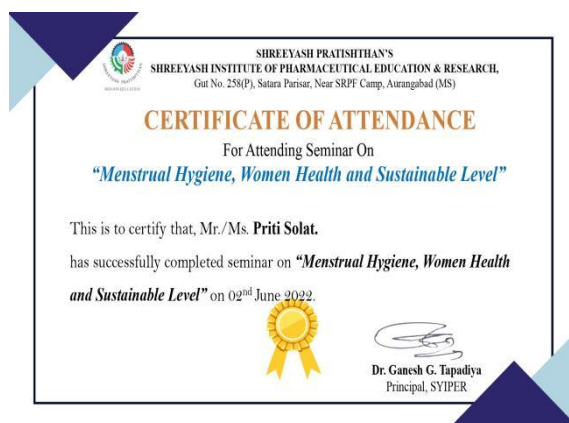 SHREEYASH PRATISHTHAN'S
SHREEYASH INSTITUTE OF PHARMACEUTICAL EDUCATION & RESEARCH,
Gut No. 258(P), Satara Parisar, Near SRPF Camp, Aurangabad (MS)
CERTIFICATE OF ATTENDANCE
For Attending Seminar On
“Menstrual Hygiene, Women Health and Sustainable Level”
This is to certify that, Mr./Ms. Priti Solat.
has successfully completed seminar on “Menstrual Hygiene, Women Health
and Sustainable Level” on 02nd June 2022.
Dr. Ganesh G. Tapadiya
Principal, SYIPER